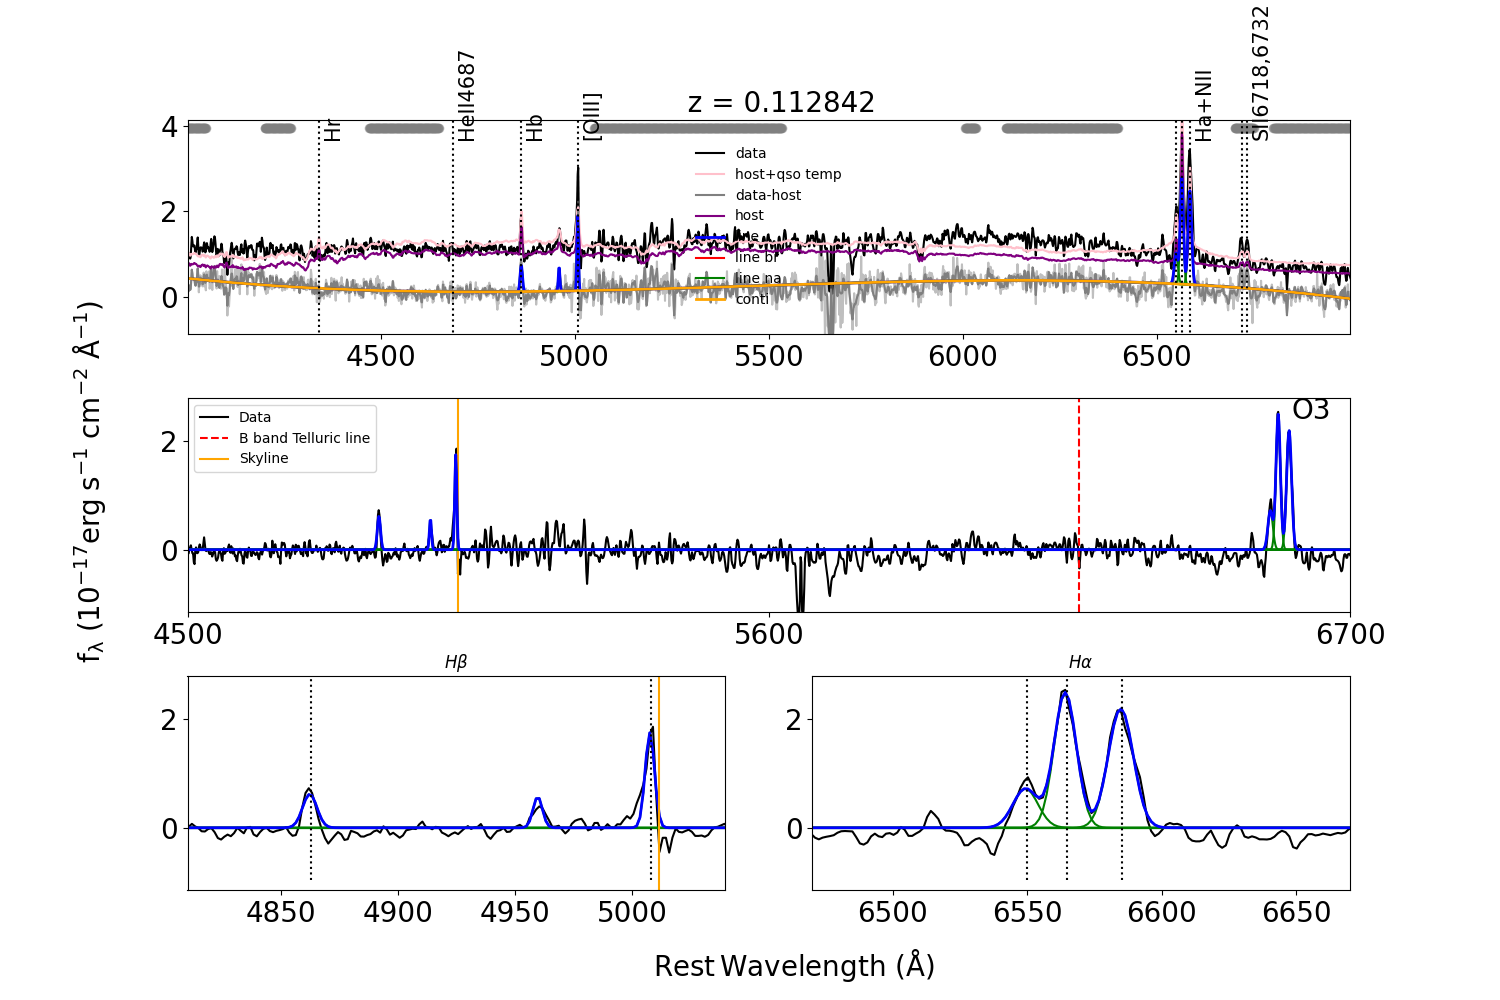 z = 0.112842
Hr
HeII4687
Hb
[OIII]
Ha+NII
SII6718,6732
4
2
0
data
host+qso temp
data-host
host
line br
line na
conti
4500
5000
5500
6000
6500
fλ (10−17erg s−1 cm−2 Å−1)
Data
B band Telluric line
Skyline
O3
2
0
4500
5600
6700
Hβ
2
0
4850
4900
4950
5000
Hα
2
0
6500
6550
6600
6650
Rest Wavelength (Å)